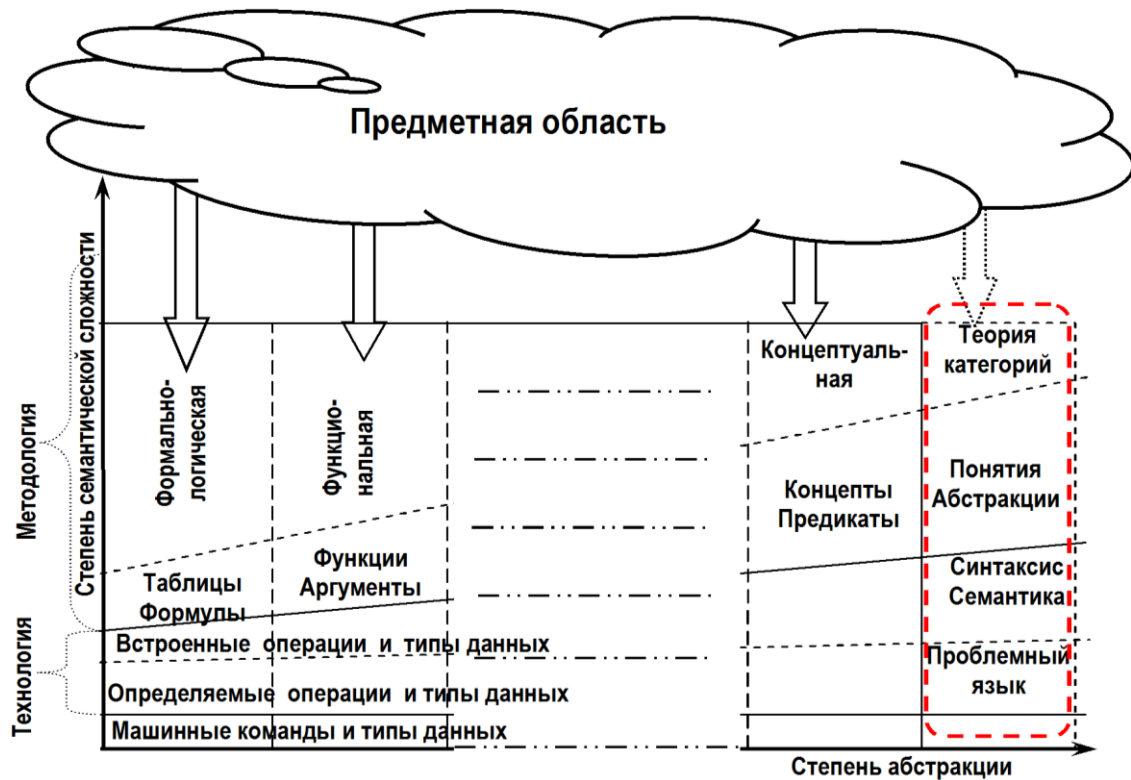 Предметная область
Степень семантической сложности
Методология
Технология
Формально-
логическая
Функцио-
нальная
Концептуаль-
ная
Теория
категорий
Таблицы
Формулы
Функции
Аргументы
Концепты
Предикаты
Понятия
Абстракции
Синтаксис
Семантика
Встроенные операции и типы данных
Проблемный
язык
Определяемые операции и типы данных
Машинные команды и типы данных
Степень абстракции